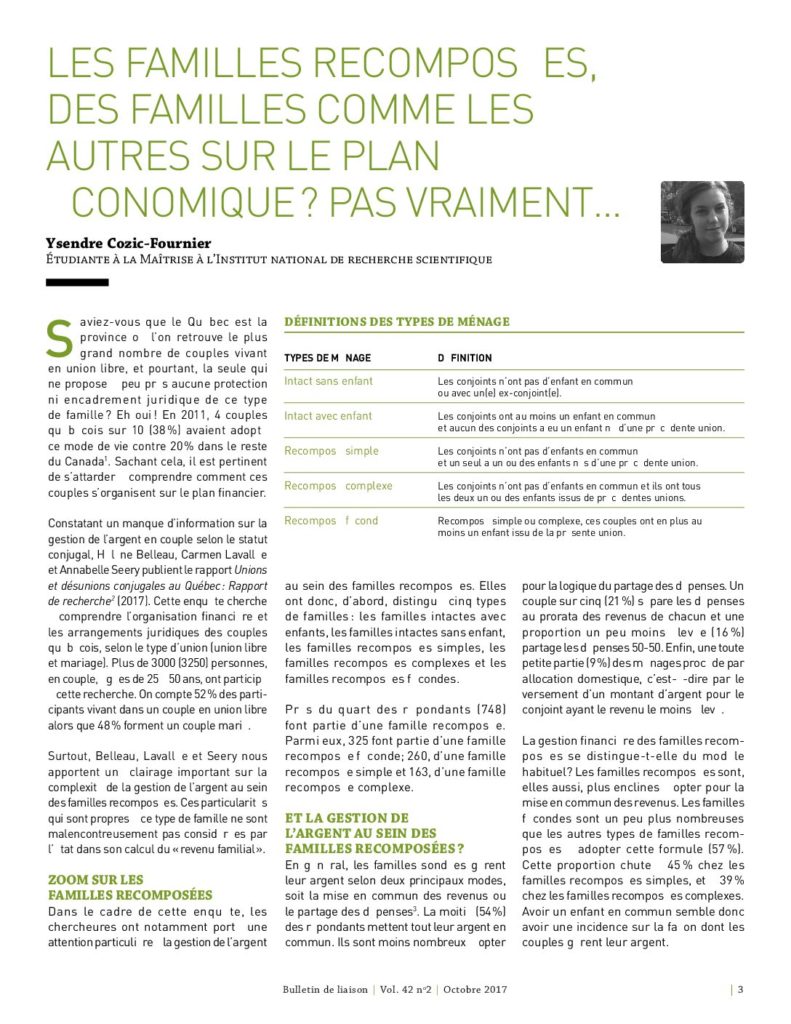 LES FAMILLES RECOMPOS ES,
DES FAMILLES COMME LES
AUTRES SUR LE PLAN
CONOMIQUE ? PAS VRAIMENT…
Ysendre Cozic-Fournier
Étudiante à la Maîtrise à l’Institut national de recherche scientifique
Saviez-vous que le Qu bec est la
province o l’on retrouve le plus
grand nombre de couples vivant
en union libre, et pourtant, la seule qui
ne propose peu pr s aucune protection
ni encadrement juridique de ce type
de famille ? Eh oui ! En 2011, 4 couples
qu b cois sur 10 (38 %) avaient adopt
ce mode de vie contre 20 % dans le reste
du Canada¹. Sachant cela, il est pertinent
de s’attarder comprendre comment ces
couples s’organisent sur le plan financier.
Constatant un manque d’information sur la
gestion de l’argent en couple selon le statut
conjugal, H l ne Belleau, Carmen Lavall e
et Annabelle Seery publient le rapport Unions
et désunions conjugales au Québec : Rapport
de recherche² (2017). Cette enqu te cherche
comprendre l’organisation financi re et
les arrangements juridiques des couples
qu b cois, selon le type d’union (union libre
et mariage). Plus de 3000 (3250) personnes,
en couple, g es de 25 50 ans, ont particip
cette recherche. On compte 52 % des parti-
cipants vivant dans un couple en union libre
alors que 48 % forment un couple mari .
Surtout, Belleau, Lavall e et Seery nous
apportent un clairage important sur la
complexit de la gestion de l’argent au sein
des familles recompos es. Ces particularit s
qui sont propres ce type de famille ne sont
malencontreusement pas consid r es par
l’ tat dans son calcul du « revenu familial ».
ZOOM SUR LES
FAMILLES RECOMPOSÉES
Dans le cadre de cette enqu te, les
chercheures ont notamment port une
attention particuli re la gestion de l’argent
DÉFINITIONS DES TYPES DE MÉNAGE
TYPES DE M NAGE D FINITION
Intact sans enfant Les conjoints n’ont pas d’enfant en commun
ou avec un(e) ex-conjoint(e).
Intact avec enfant Les conjoints ont au moins un enfant en commun
et aucun des conjoints a eu un enfant n d’une pr c dente union.
Recompos simple Les conjoints n’ont pas d’enfants en commun
et un seul a un ou des enfants n s d’une pr c dente union.
Recompos complexe Les conjoints n’ont pas d’enfants en commun et ils ont tous
les deux un ou des enfants issus de pr c dentes unions.
Recompos f cond Recompos simple ou complexe, ces couples ont en plus au
moins un enfant issu de la pr sente union.
au sein des familles recompos es. Elles
ont donc, d’abord, distingu cinq types
de familles : les familles intactes avec
enfants, les familles intactes sans enfant,
les familles recompos es simples, les
familles recompos es complexes et les
familles recompos es f condes.
Pr s du quart des r pondants (748)
font partie d’une famille recompos e.
Parmi eux, 325 font partie d’une famille
recompos e f conde; 260, d’une famille
recompos e simple et 163, d’une famille
recompos e complexe.
ET LA GESTION DE
L’ARGENT AU SEIN DES
FAMILLES RECOMPOSÉES ?
En g n ral, les familles sond es g rent
leur argent selon deux principaux modes,
soit la mise en commun des revenus ou
le partage des d penses³. La moiti (54 %)
des r pondants mettent tout leur argent en
commun. Ils sont moins nombreux opter
pour la logique du partage des d penses. Un
couple sur cinq (21 %) s pare les d penses
au prorata des revenus de chacun et une
proportion un peu moins lev e (16 %)
partage les d penses 50-50. Enfin, une toute
petite partie (9 %) des m nages proc de par
allocation domestique, c’est- -dire par le
versement d’un montant d’argent pour le
conjoint ayant le revenu le moins lev .
La gestion financi re des familles recom-
pos es se distingue-t-elle du mod le
habituel? Les familles recompos es sont,
elles aussi, plus enclines opter pour la
mise en commun des revenus. Les familles
f condes sont un peu plus nombreuses
que les autres types de familles recom-
pos es adopter cette formule (57 %).
Cette proportion chute 45 % chez les
familles recompos es simples, et 39 %
chez les familles recompos es complexes.
Avoir un enfant en commun semble donc
avoir une incidence sur la fa on dont les
couples g rent leur argent.
Bulletin de liaison | Vol. 42 nº2 | Octobre 2017 | 3